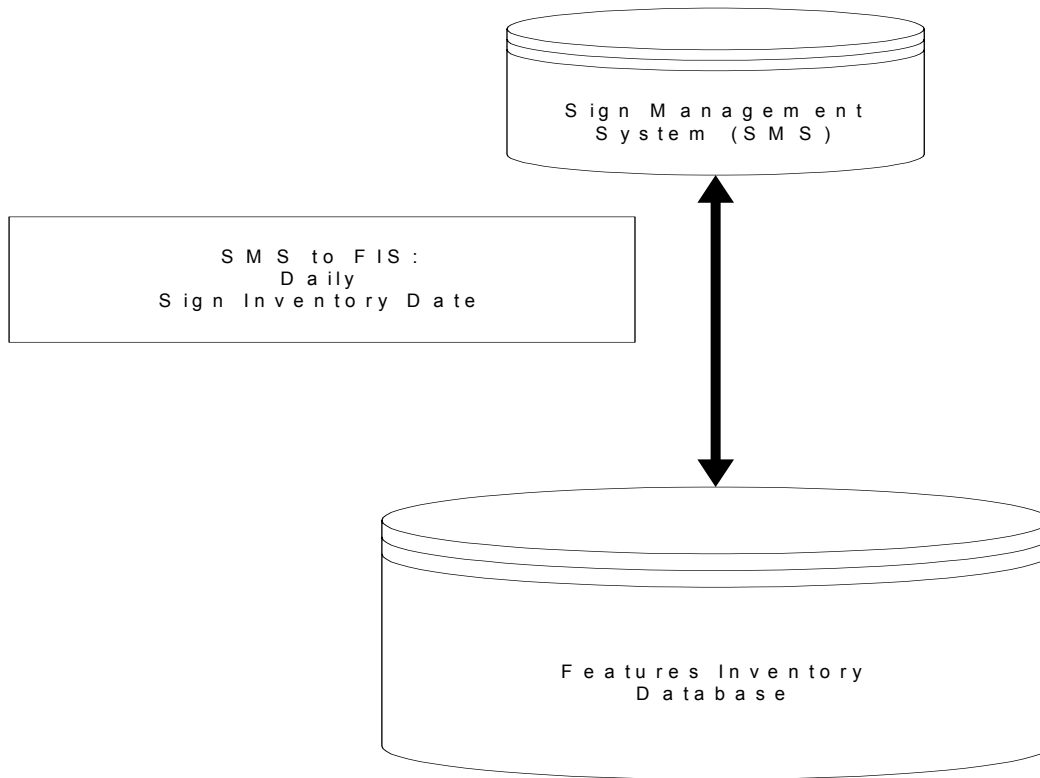 Sign Management
System (SMS)
SMS to FIS:
Daily
Sign Inventory Date
Features Inventory
Database